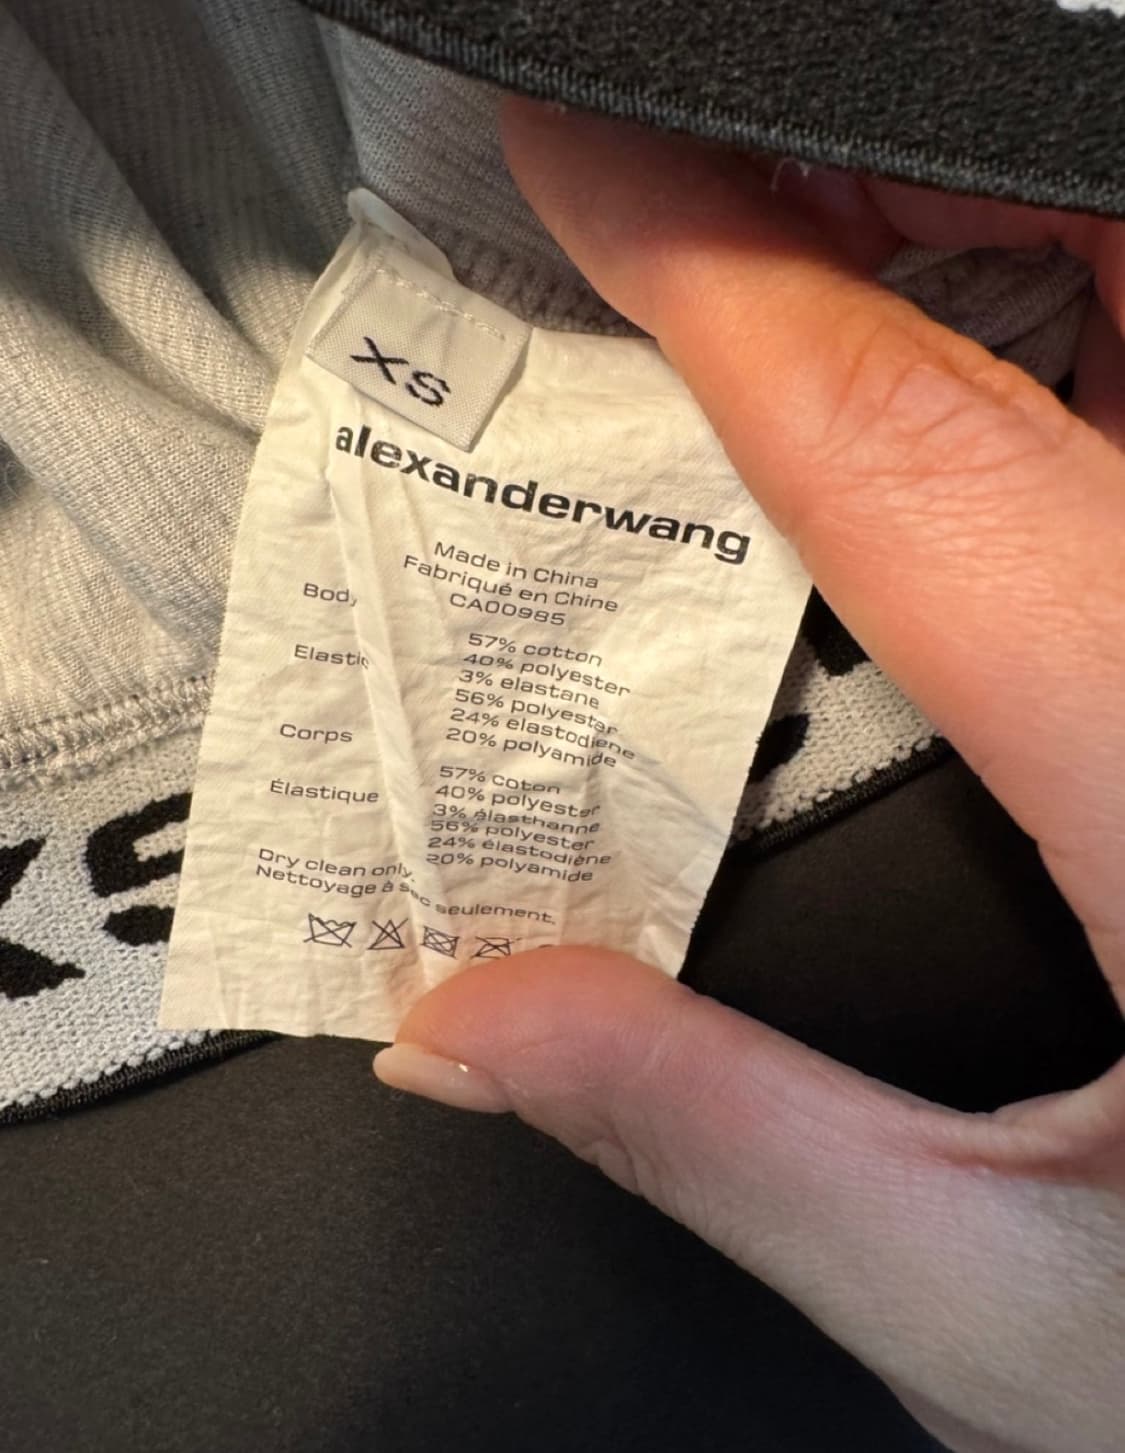 XS
alexanderwang
Made in China
Fabriqué en Chine
CA00985
Body
57% cotton
40% polyester
3% elastane
Elastic
56% polyester
24% elastodiene
20% polyamide
Corps
57% coton
40% polyester
3% élasthanne
Élastique
56% polyester
24% élastodiène
20% polyamide
Dry clean only.
Nettoyage à sec seulement.